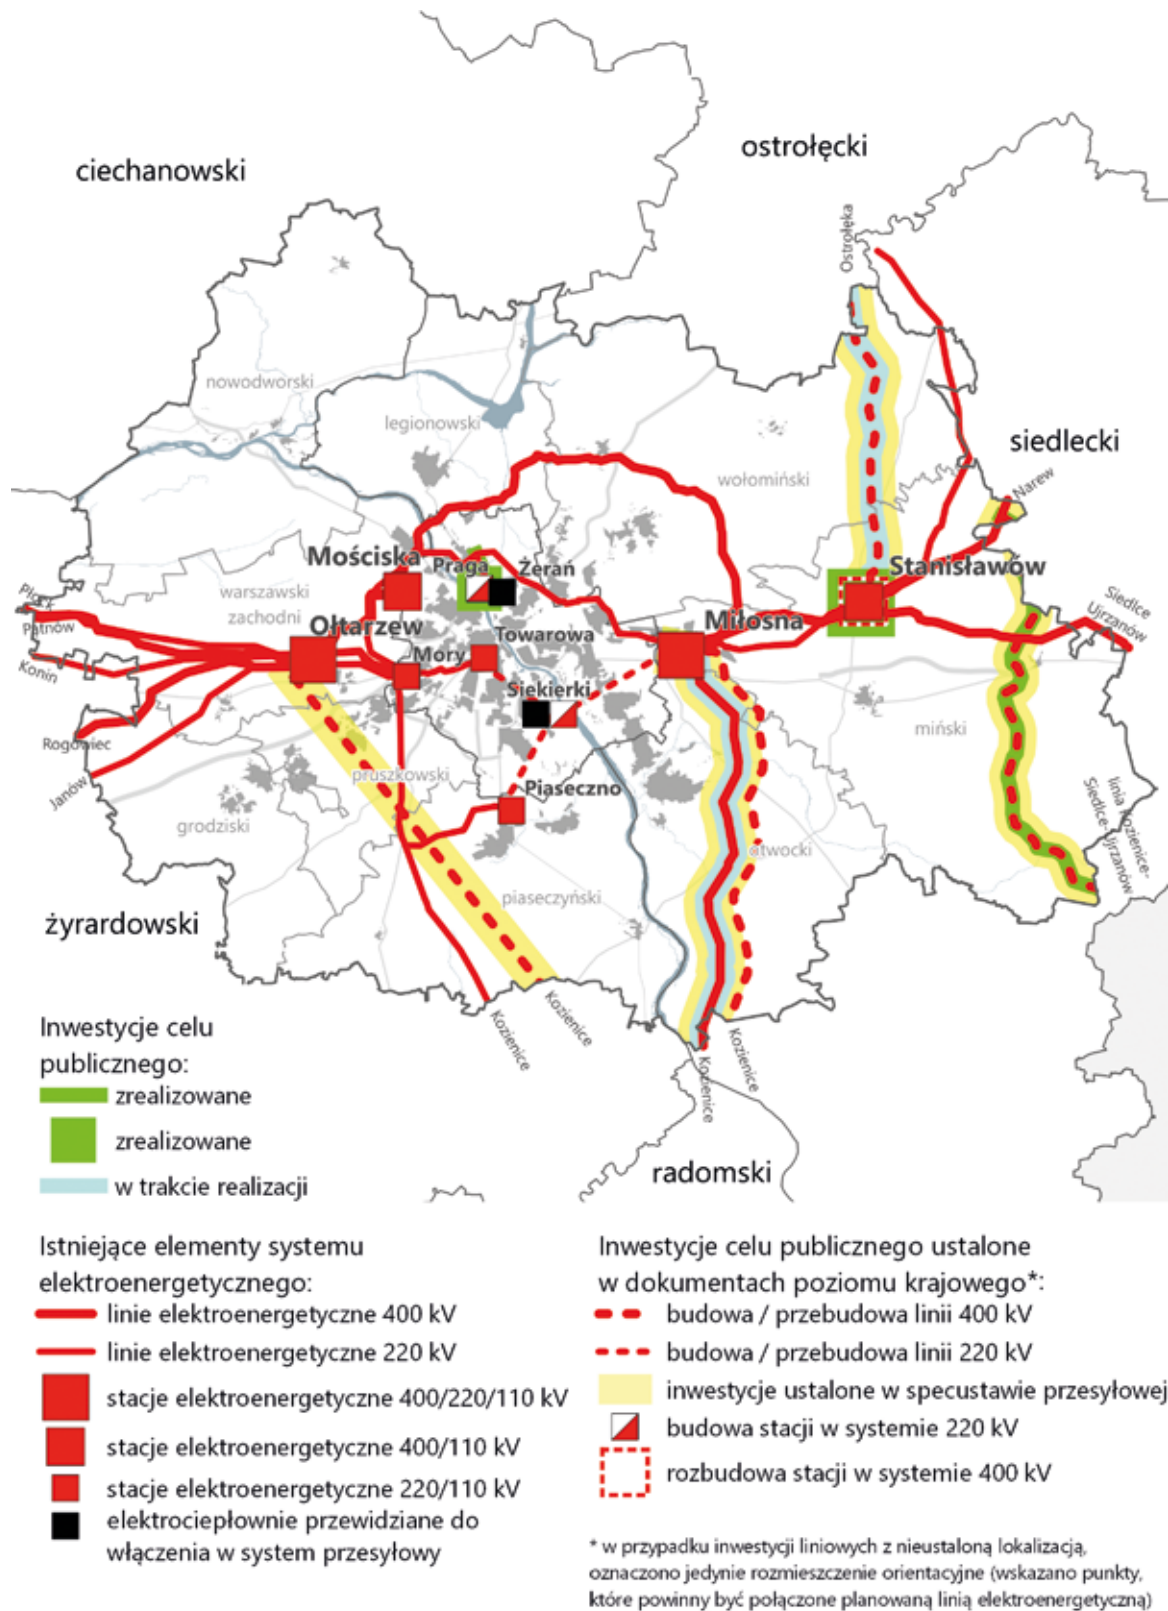 ciechanowski
ostrołęcki
Ostrołęka
nowodworski
legionowski
wołomiński
siedlecki
Narew
Mościska
Praga
Żerań
Stanisławów
warszawski
zachodni
Płock
Pątnów
Konin
Ołtarzew
Towarowa
Miłosna
Siedlce
Ujrzanów
Mory
Siekierki
Rogowiec
Janów
pruszkowski
Piaseczno
miński
linia Kozienice-
Siedlce-Ujrzanów
grodziski
otwocki
piaseczyński
żyrardowski
Kozienice
Kozienice
Kozienice
Kozienice
radomski
Inwestycje celu
publicznego:
zrealizowane
zrealizowane
w trakcie realizacji
Istniejące elementy systemu
elektroenergetycznego:
linie elektroenergetyczne 400 kV
linie elektroenergetyczne 220 kV
stacje elektroenergetyczne 400/220/110 kV
stacje elektroenergetyczne 400/110 kV
stacje elektroenergetyczne 220/110 kV
elektrociepłownie przewidziane do
włączenia w system przesyłowy
Inwestycje celu publicznego ustalone
w dokumentach poziomu krajowego*:
budowa / przebudowa linii 400 kV
budowa / przebudowa linii 220 kV
inwestycje ustalone w specustawie przesyłowej
budowa stacji w systemie 220 kV
rozbudowa stacji w systemie 400 kV
* w przypadku inwestycji liniowych z nieustaloną lokalizacją,
oznaczono jedynie rozmieszczenie orientacyjne (wskazano punkty,
które powinny być połączone planowaną linią elektroenergetyczną)